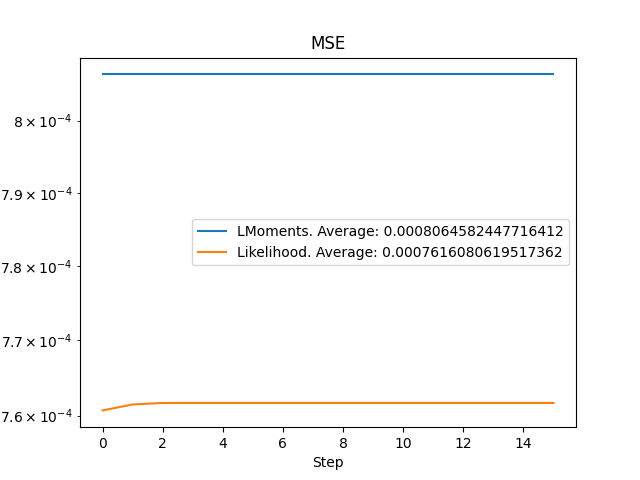 MSE
8 × 10⁻⁴
7.9 × 10⁻⁴
7.8 × 10⁻⁴
7.7 × 10⁻⁴
7.6 × 10⁻⁴
LMoments. Average: 0.0008064582447716412
Likelihood. Average: 0.0007616080619517362
0 2 4 6 8 10 12 14
Step